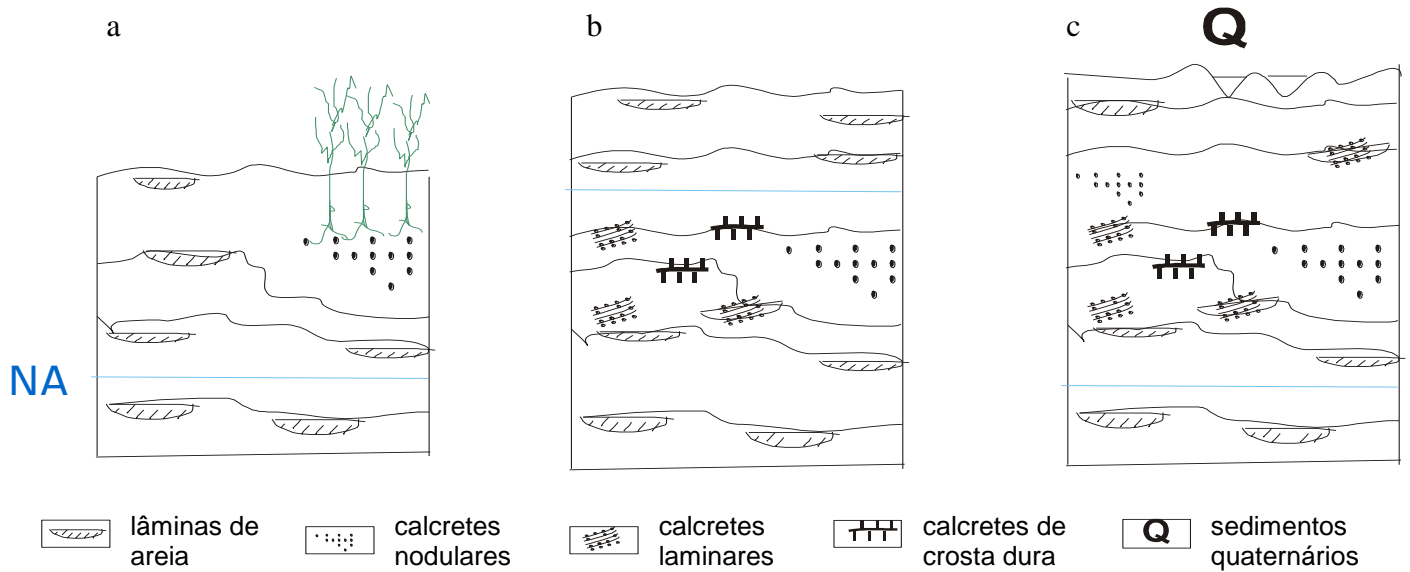 a
b
c
Q
NA
lâminas de
areia
calcretes
nodulares
calcretes
laminares
calcretes de
crosta dura
Q
sedimentos
quaternários